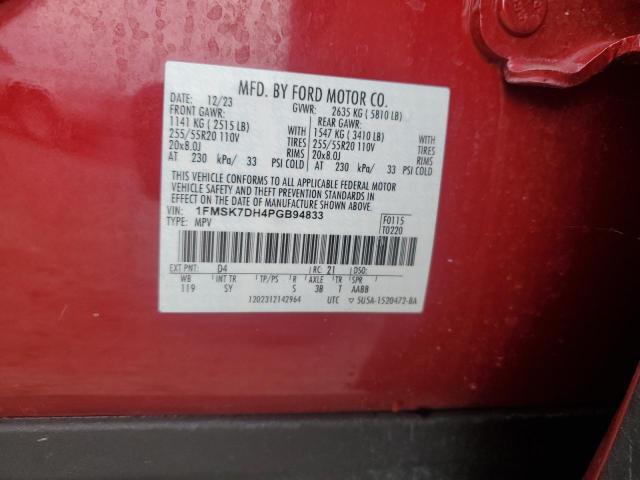 MFD. BY FORD MOTOR CO.
DATE: 12/23 GVWR: 2635 KG ( 5810 LB)
FRONT GAWR: REAR GAWR:
1141 KG ( 2515 LB) WITH 1547 KG ( 3410 LB) WITH
255/55R20 110V TIRES 255/55R20 110V TIRES
20x8.0J RIMS 20x8.0J RIMS
AT 230 kPa/ 33 PSI COLD AT 230 kPa/ 33 PSI COLD
THIS VEHICLE CONFORMS TO ALL APPLICABLE FEDERAL MOTOR
VEHICLE SAFETY AND THEFT PREVENTION STANDARDS IN
EFFECT ON THE DATE OF MANUFACTURE SHOWN ABOVE.
VIN: 1FMSK7DH4PGB94833 F0115
TYPE: MPV T0220
EXT PNT: D4 RC: 21 DSO:
WB INT TR TP/PS R AXLE TR SPR
119 SY S 3B T AABB
1202312142964 UTC ▽ 5U5A-1520472-BA